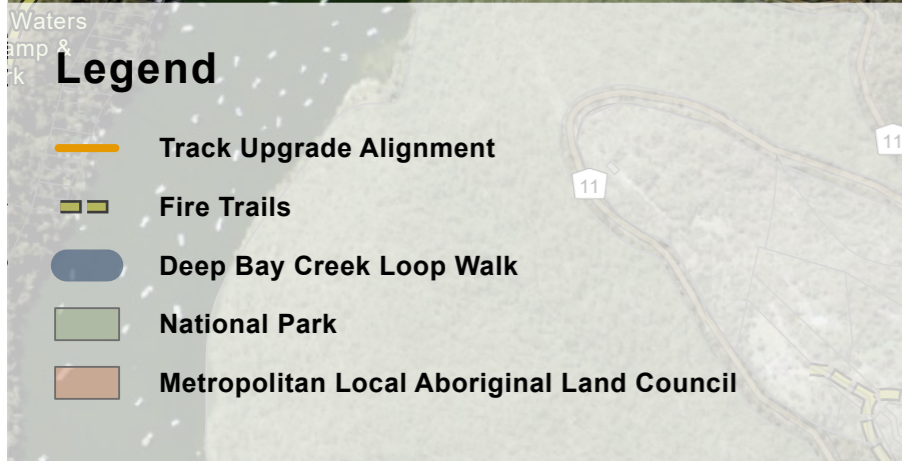 Waters
amp &
k
Legend
Track Upgrade Alignment
11
11
Fire Trails
Deep Bay Creek Loop Walk
National Park
Metropolitan Local Aboriginal Land Council